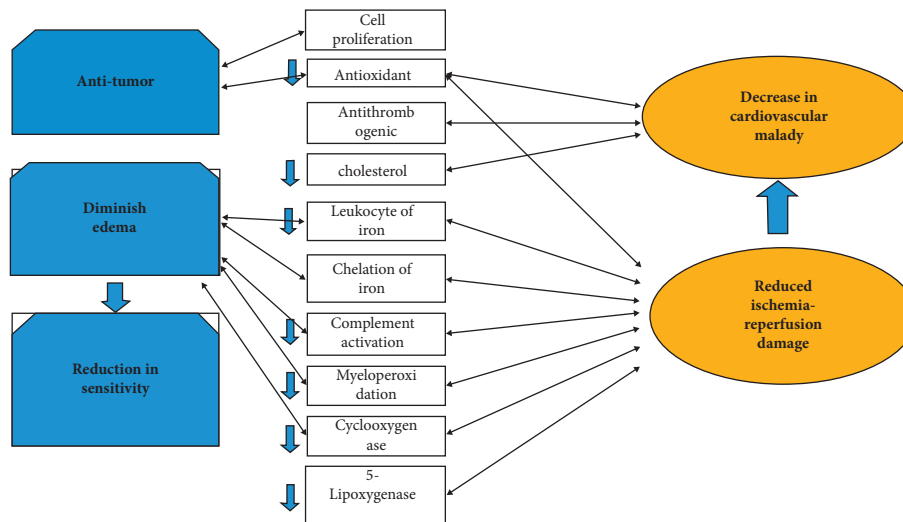 Anti-tumor
Diminish
edema
Reduction in
sensitivity
Cell
proliferation
Antioxidant
Antithromb
ogenic
cholesterol
Leukocyte of
iron
Chelation of
iron
Complement
activation
Myeloperoxi
dation
Cyclooxygen
ase
5-
Lipoxygenase
Decrease in
cardiovascular
malady
Reduced
ischemia-
reperfusion
damage